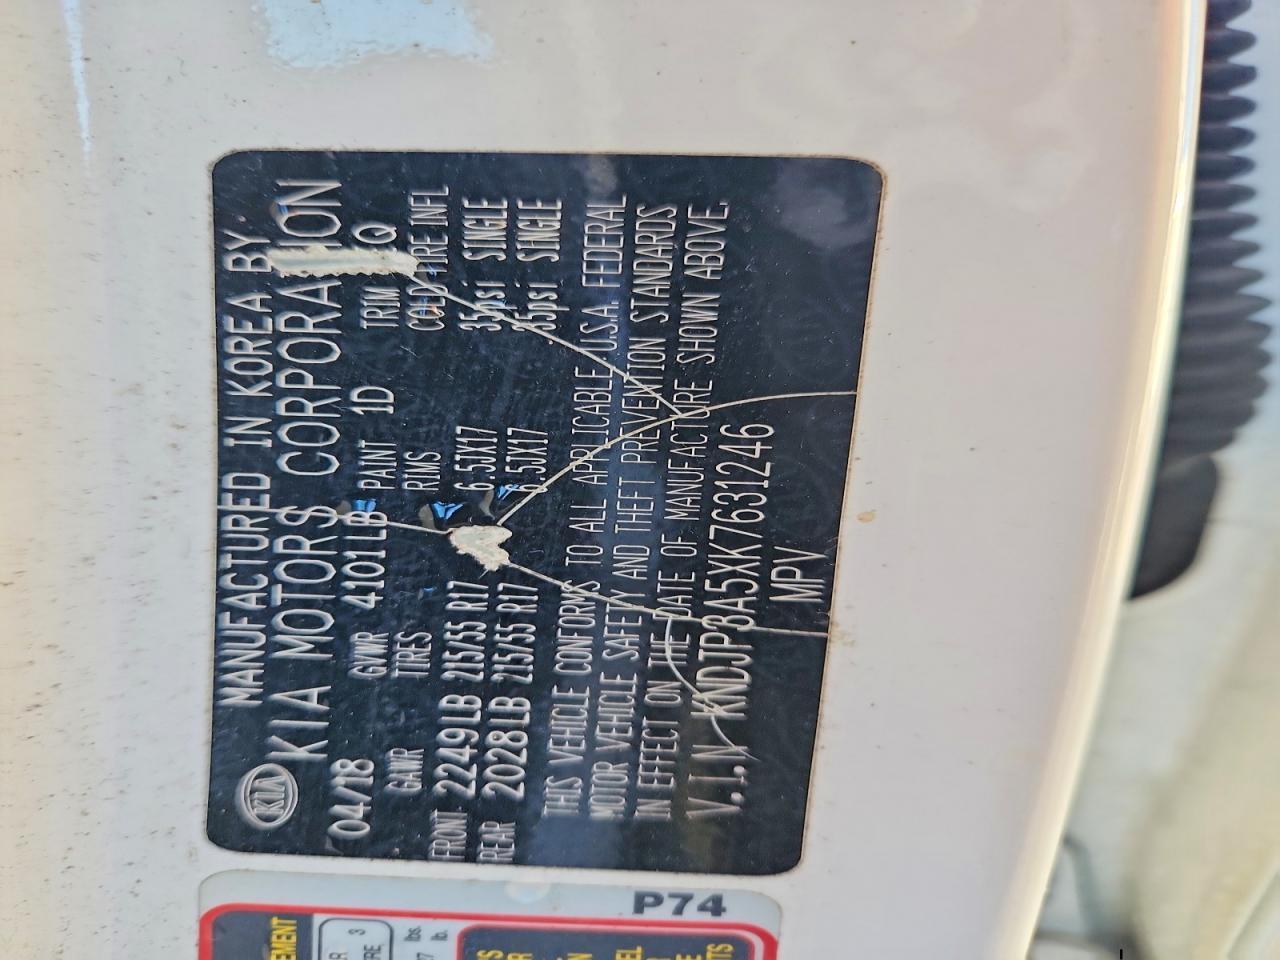 MANUFACTURED IN KOREA BY
KIA KIA MOTORS CORPORATION
04/18 GVWR 4101LB PAINT 1D TRIM
GAWR TIRES RIMS COLD TIRE INFL
FRONT 2249LB 215/55 R17 6.5JX17 35psi SINGLE
REAR 2028LB 215/55 R17 6.5JX17 35psi SINGLE
THIS VEHICLE CONFORMS TO ALL APPLICABLE U.S.A. FEDERAL
MOTOR VEHICLE SAFETY AND THEFT PREVENTION STANDARDS
IN EFFECT ON THE DATE OF MANUFACTURE SHOWN ABOVE.
V.I.N KNDJP3A5XK7631246
MPV
P74
lbs.
lb.